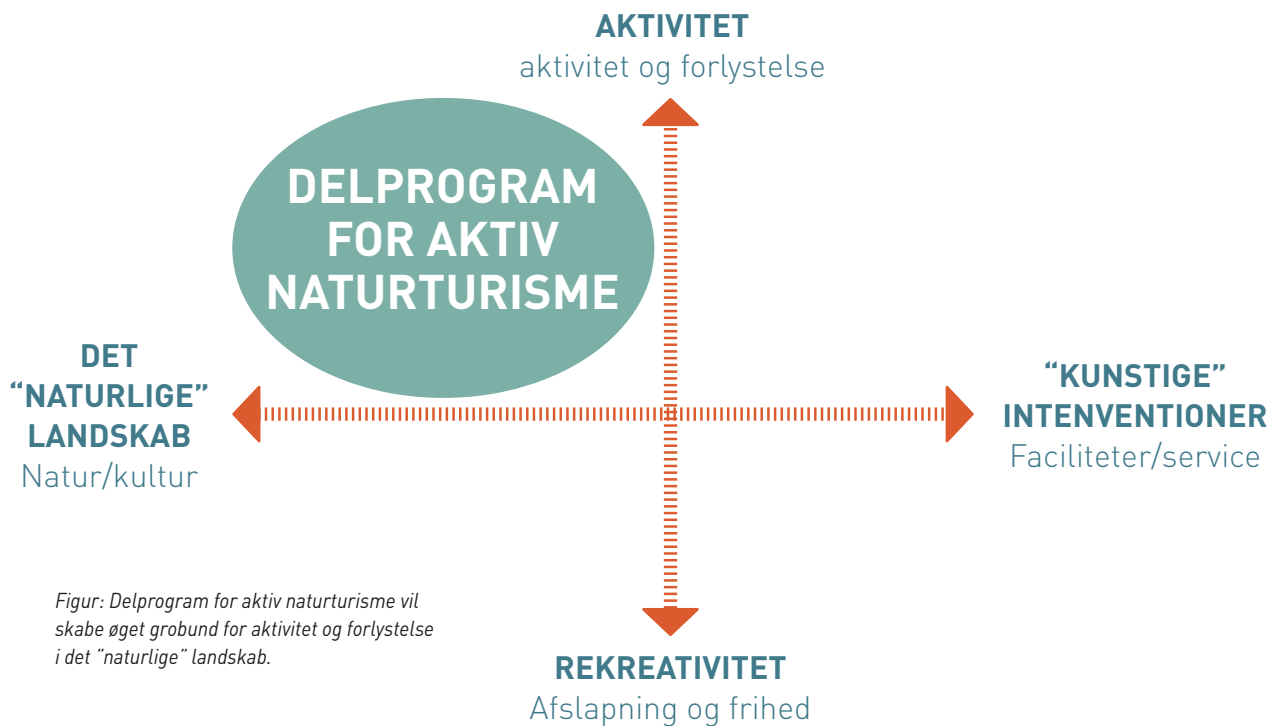 AKTIVITET
aktivitet og forlystelse
DELPROGRAM
FOR AKTIV
NATURTURISME
DET
“NATURLIGE”
LANDSKAB
Natur/kultur
“KUNSTIGE”
INTENVENTIONER
Faciliteter/service
Figur: Delprogram for aktiv naturturisme vil
skabe øget grobund for aktivitet og forlystelse
i det ”naturlige” landskab.
REKREATIVITET
Afslapning og frihed